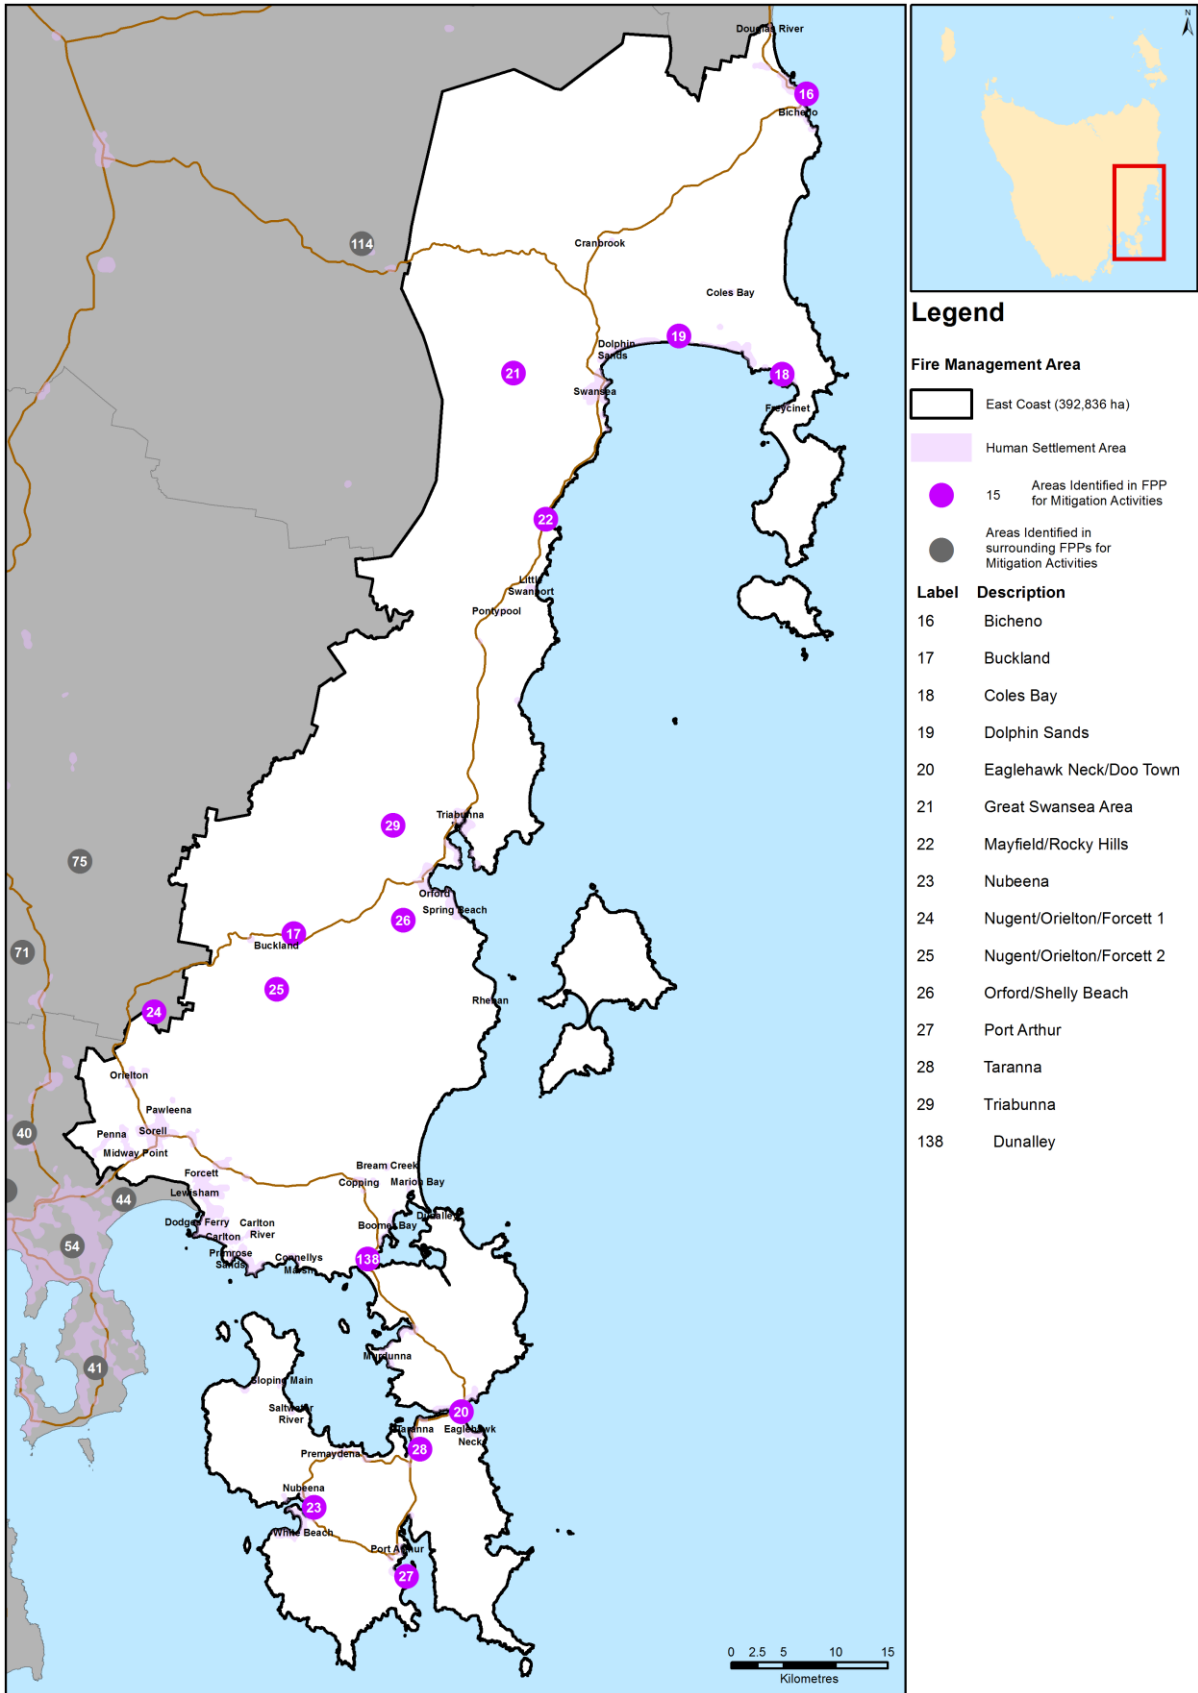 Douglas River
16
Bicheno
114
Cranbrook
Coles Bay
19
Dolphin
Sands
21
18
Swansea
Freycinet
22
Little
Swanport
Pontypool
Triabunna
29
75
Orford
Spring Beach
26
17
Buckland
71
25
Rheban
24
Orielton
Pawleena
Penna
Sorell
40
Midway Point
Bream Creek
Forcett
Copping
Marion Bay
44
Lewisham
Dunalley
Dodges Ferry
Carlton
River
Boomer Bay
Carlton
54
Primrose
Sands
Connellys
Marsh
138
Murdunna
41
Sloping Main
Saltwater
River
20
Taranna
Eaglehawk
Neck
28
Premaydena
Nubeena
23
White Beach
Port Arthur
27
0 2.5 5 10 15
Kilometres
N
Legend
Fire Management Area
East Coast (392,836 ha)
Human Settlement Area
15 Areas Identified in FPP
for Mitigation Activities
Areas Identified in
surrounding FPPs for
Mitigation Activities
Label Description
16 Bicheno
17 Buckland
18 Coles Bay
19 Dolphin Sands
20 Eaglehawk Neck/Doo Town
21 Great Swansea Area
22 Mayfield/Rocky Hills
23 Nubeena
24 Nugent/Orielton/Forcett 1
25 Nugent/Orielton/Forcett 2
26 Orford/Shelly Beach
27 Port Arthur
28 Taranna
29 Triabunna
138 Dunalley